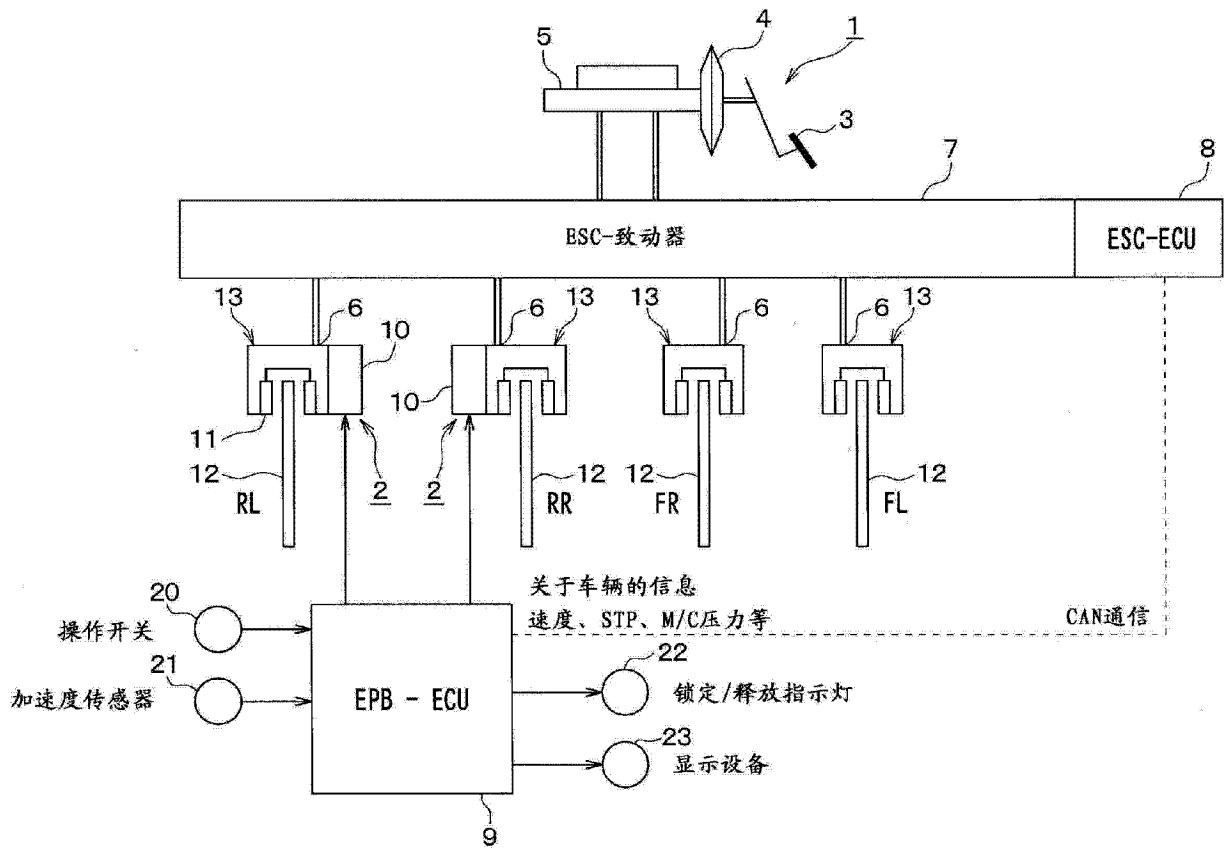 4
1
5
3
7
8
ESC-致动器
ESC-ECU
13
6
10
6
13
13
6
13
10
11
12
RL
2
2
12
RR
12
FR
12
FL
关于车辆的信息
速度、STP、M/C压力等
CAN通信
20
操作开关
21
加速度传感器
EPB - ECU
22
锁定/释放指示灯
23
显示设备
9